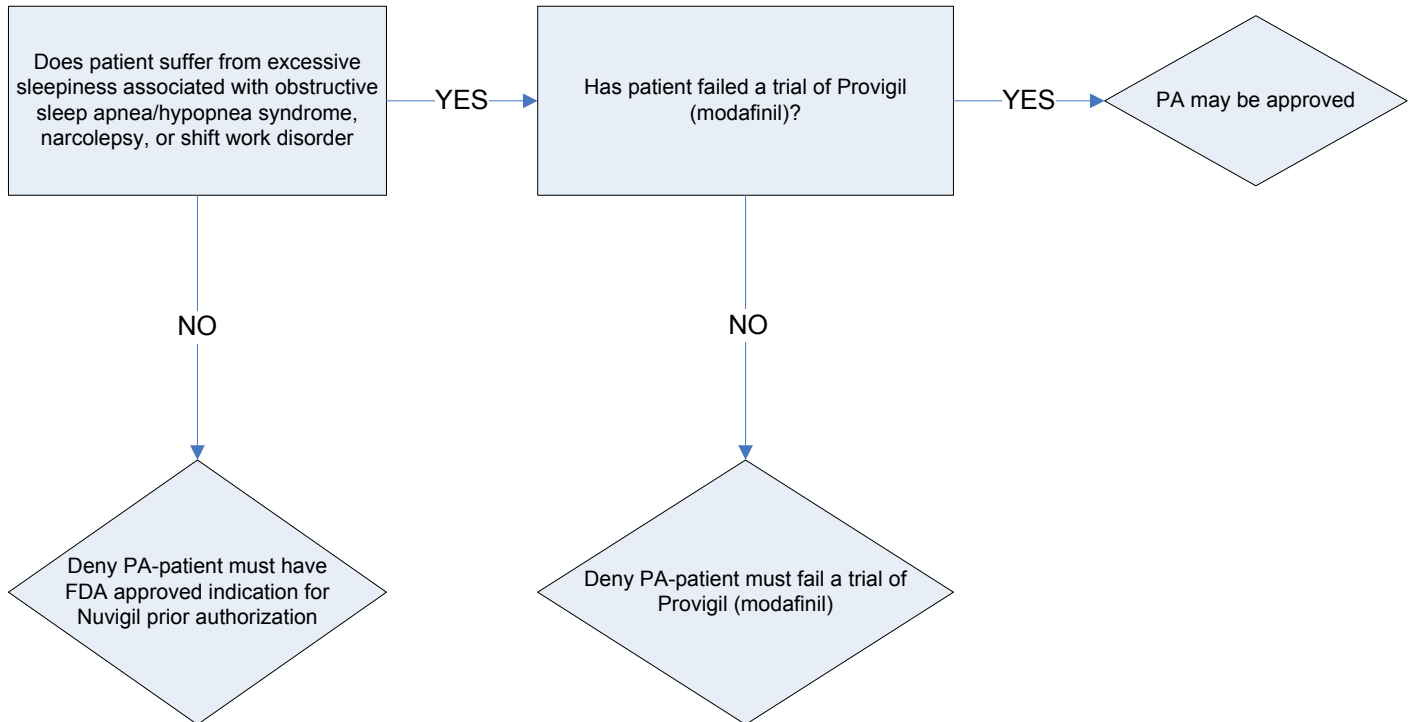 Does patient suffer from excessive
sleepiness associated with obstructive
sleep apnea/hypopnea syndrome,
narcolepsy, or shift work disorder
YES
Has patient failed a trial of Provigil
(modafinil)?
YES
PA may be approved
NO
NO
Deny PA-patient must have
FDA approved indication for
Nuvigil prior authorization
Deny PA-patient must fail a trial of
Provigil (modafinil)